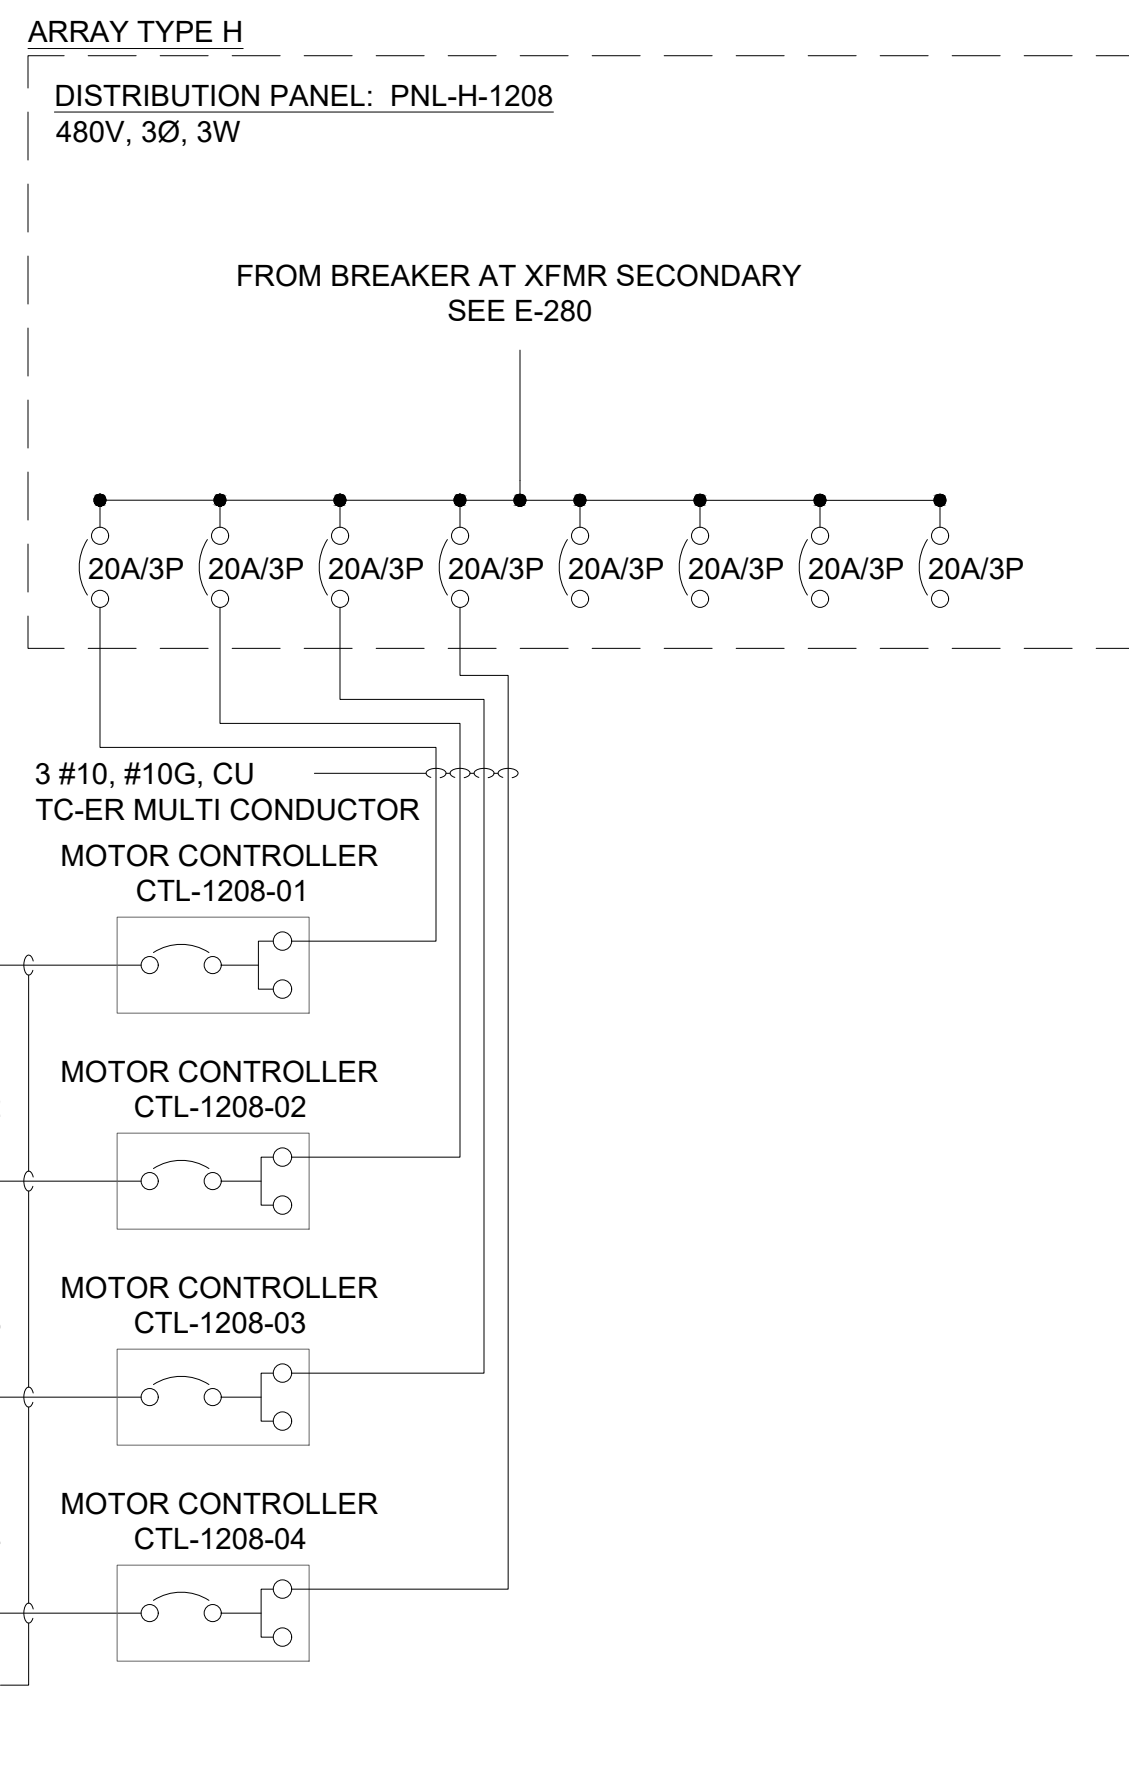 ARRAY TYPE H
DISTRIBUTION PANEL: PNL-H-1208
480V, 3Ø, 3W
FROM BREAKER AT XFMR SECONDARY
SEE E-280
20A/3P 20A/3P 20A/3P 20A/3P 20A/3P 20A/3P 20A/3P 20A/3P
3 #10, #10G, CU
TC-ER MULTI CONDUCTOR
MOTOR CONTROLLER
CTL-1208-01
MOTOR CONTROLLER
CTL-1208-02
MOTOR CONTROLLER
CTL-1208-03
MOTOR CONTROLLER
CTL-1208-04